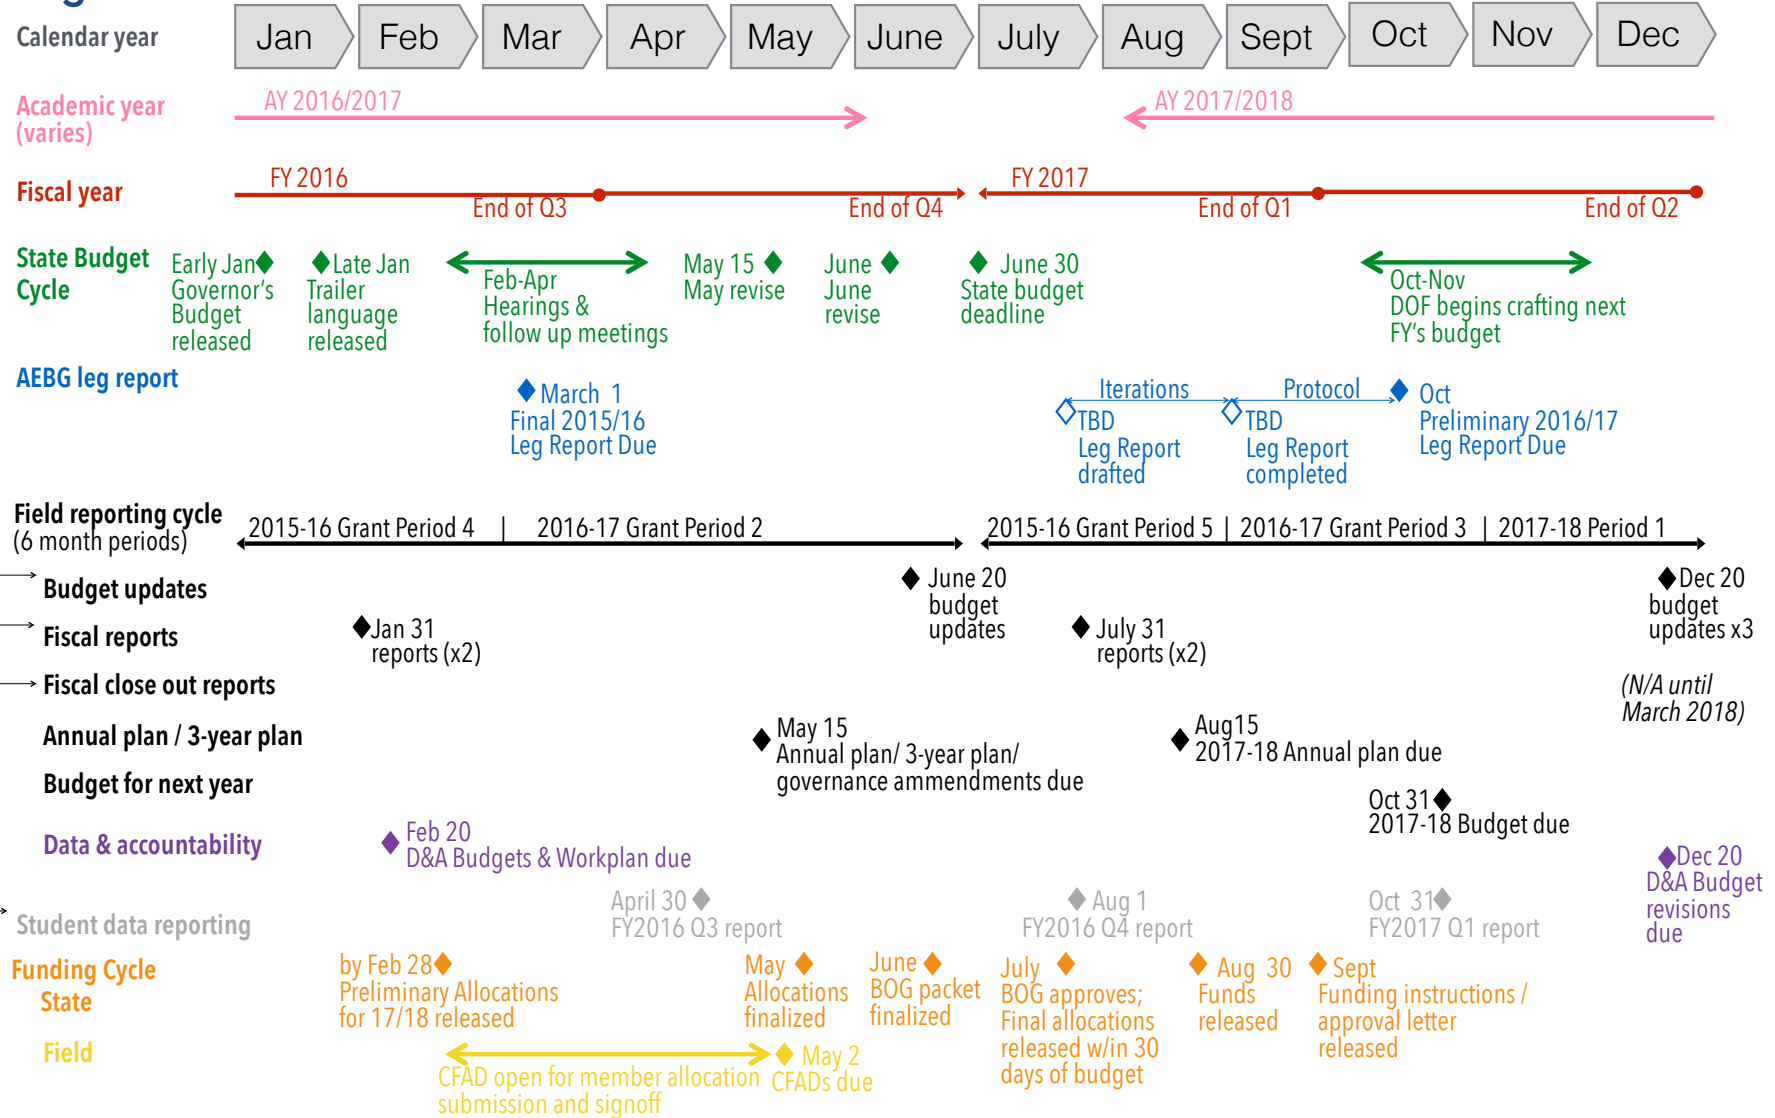 Calendar year
Jan Feb Mar Apr May June July Aug Sept Oct Nov Dec
Academic year
(varies)
AY 2016/2017
AY 2017/2018
Fiscal year
FY 2016
End of Q3
End of Q4
FY 2017
End of Q1
End of Q2
State Budget
Cycle
Early Jan
Governor's
Budget
released
Late Jan
Trailer
language
released
Feb-Apr
Hearings &
follow up meetings
May 15
May revise
June
June
revise
June 30
State budget
deadline
Oct-Nov
DOF begins crafting next
FY's budget
AEBG leg report
March 1
Final 2015/16
Leg Report Due
Iterations
Protocol
TBD
Leg Report
drafted
TBD
Leg Report
completed
Oct
Preliminary 2016/17
Leg Report Due
Field reporting cycle
(6 month periods)
2015-16 Grant Period 4 | 2016-17 Grant Period 2
2015-16 Grant Period 5 | 2016-17 Grant Period 3 | 2017-18 Period 1
Budget updates
June 20
budget
updates
Dec 20
budget
updates x3
Fiscal reports
Jan 31
reports (x2)
July 31
reports (x2)
Fiscal close out reports
(N/A until
March 2018)
Annual plan / 3-year plan
May 15
Annual plan/ 3-year plan/
governance ammendments due
Aug15
2017-18 Annual plan due
Budget for next year
Oct 31
2017-18 Budget due
Data & accountability
Feb 20
D&A Budgets & Workplan due
Dec 20
D&A Budget
revisions
due
Student data reporting
April 30
FY2016 Q3 report
Aug 1
FY2016 Q4 report
Oct 31
FY2017 Q1 report
Funding Cycle
State
by Feb 28
Preliminary Allocations
for 17/18 released
May
Allocations
finalized
June
BOG packet
finalized
July
BOG approves;
Final allocations
released w/in 30
days of budget
Aug 30
Funds
released
Sept
Funding instructions /
approval letter
released
Field
CFAD open for member allocation
submission and signoff
May 2
CFADs due